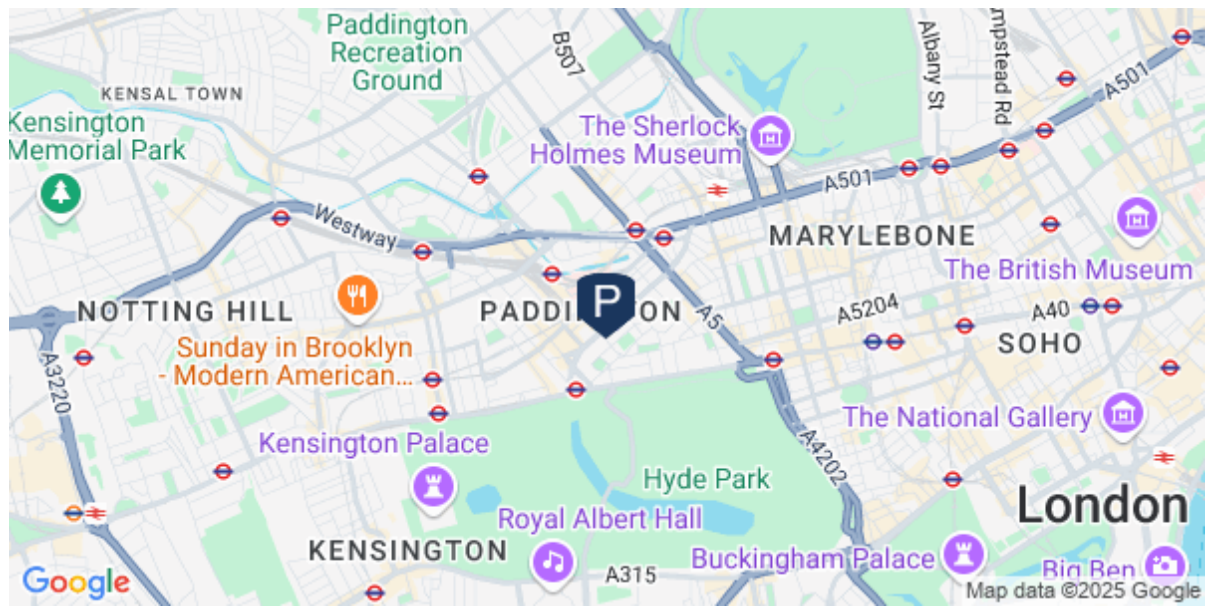 Paddington
Recreation
Ground
B507
Albany St
mpstead Rd
A501
KENSAL TOWN
Kensington
Memorial Park
The Sherlock
Holmes Museum
A501
Westway
MARYLEBONE
The British Museum
NOTTING HILL
PADDI
P
ON
A5
A5204
A40
SOHO
Sunday in Brooklyn
- Modern American...
A3220
The National Gallery
Kensington Palace
A4202
Hyde Park
Royal Albert Hall
London
KENSINGTON
Buckingham Palace
Big Ben
A315
Google
Map data ©2025 Google